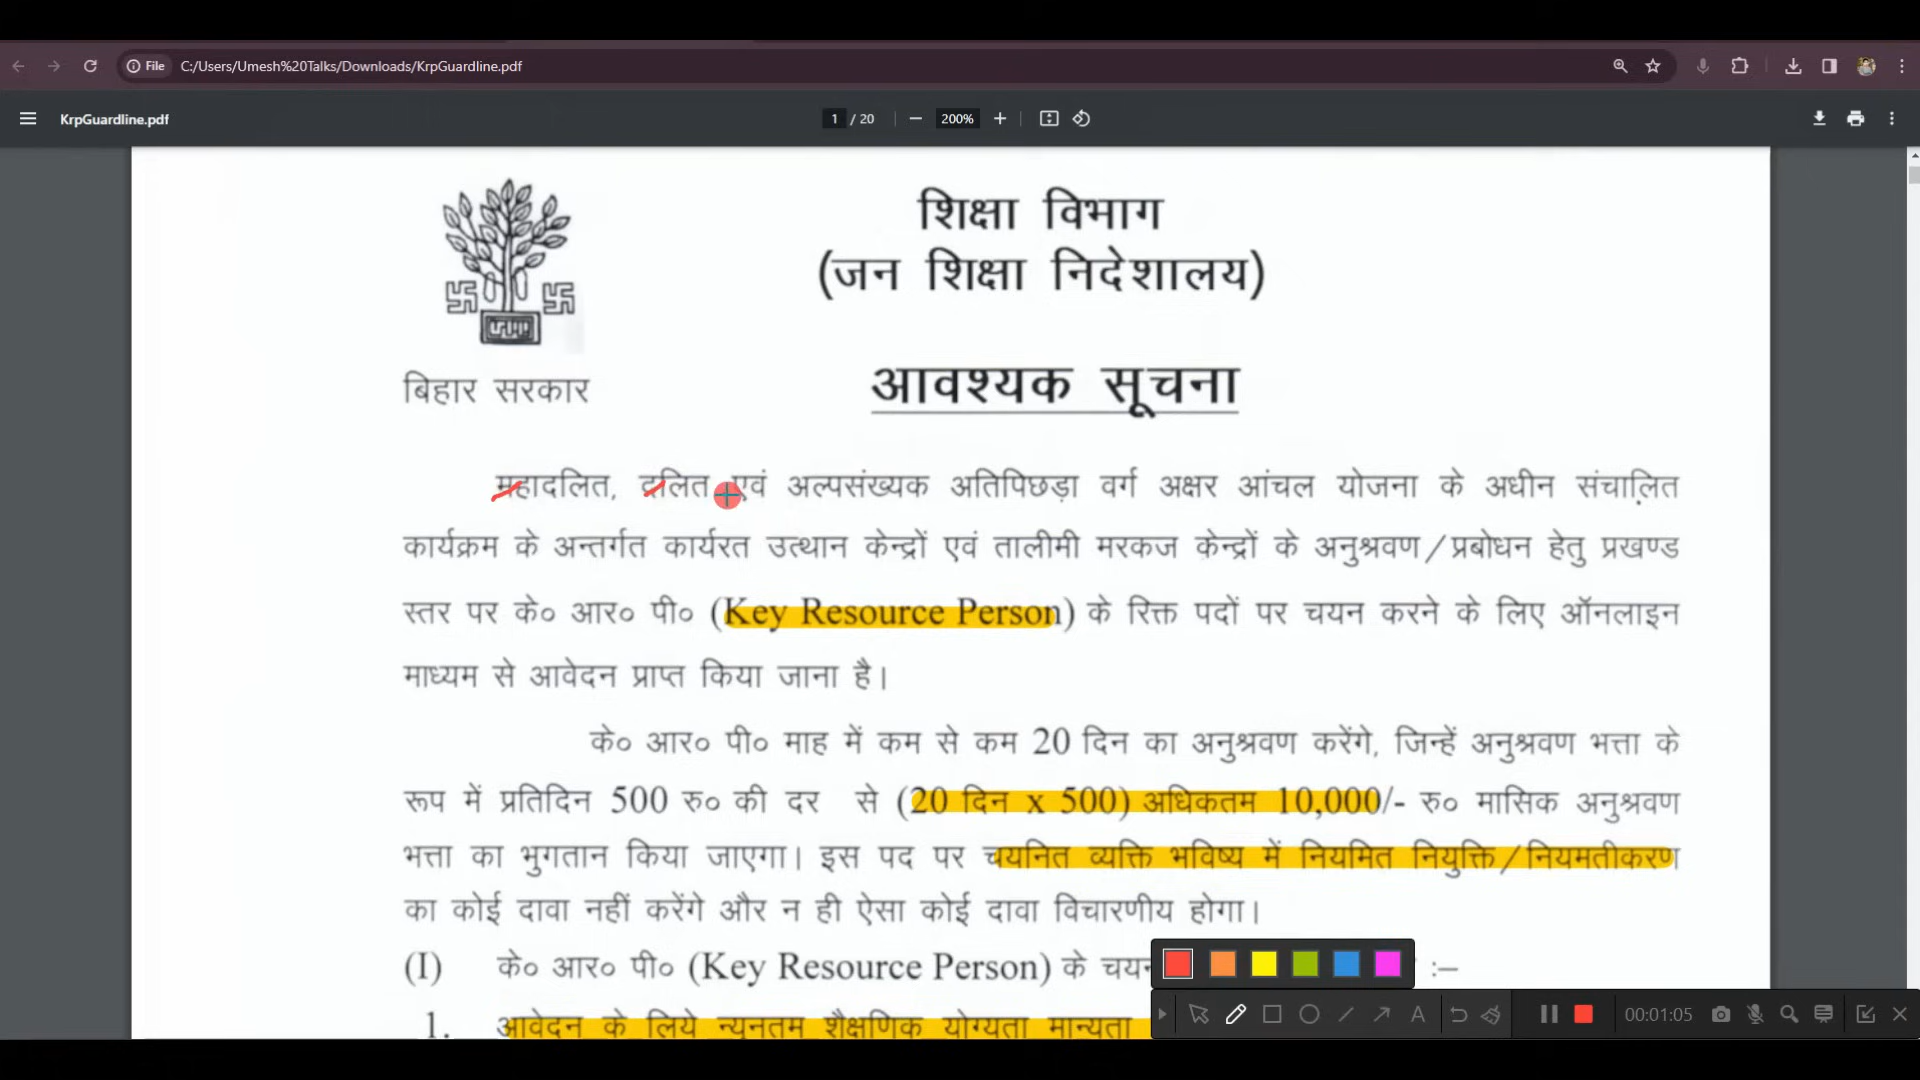 File C:/Users/Umesh%20Talks/Downloads/KrpGuardline.pdf
KrpGuardline.pdf 1 / 20 200%
शिक्षा विभाग
(जन शिक्षा निदेशालय)
बिहार सरकार
आवश्यक सूचना
महादलित, दलित एवं अल्पसंख्यक अतिपिछड़ा वर्ग अक्षर आंचल योजना के अधीन संचालित
कार्यक्रम के अन्तर्गत कार्यरत उत्थान केन्द्रों एवं तालीमी मरकज केन्द्रों के अनुश्रवण/प्रबोधन हेतु प्रखण्ड
स्तर पर के० आर० पी० (Key Resource Person) के रिक्त पदों पर चयन करने के लिए ऑनलाइन
माध्यम से आवेदन प्राप्त किया जाना है।
के० आर० पी० माह में कम से कम 20 दिन का अनुश्रवण करेंगे, जिन्हें अनुश्रवण भत्ता के
रूप में प्रतिदिन 500 रु० की दर से (20 दिन x 500) अधिकतम 10,000/- रु० मासिक अनुश्रवण
भत्ता का भुगतान किया जाएगा। इस पद पर चयनित व्यक्ति भविष्य में नियमित नियुक्ति/नियमतीकरण
का कोई दावा नहीं करेंगे और न ही ऐसा कोई दावा विचारणीय होगा।
(I) के० आर० पी० (Key Resource Person) के चयन :–
1. आवेदन के लिये न्यूनतम शैक्षणिक योग्यता मान्यता
A 00:01:05